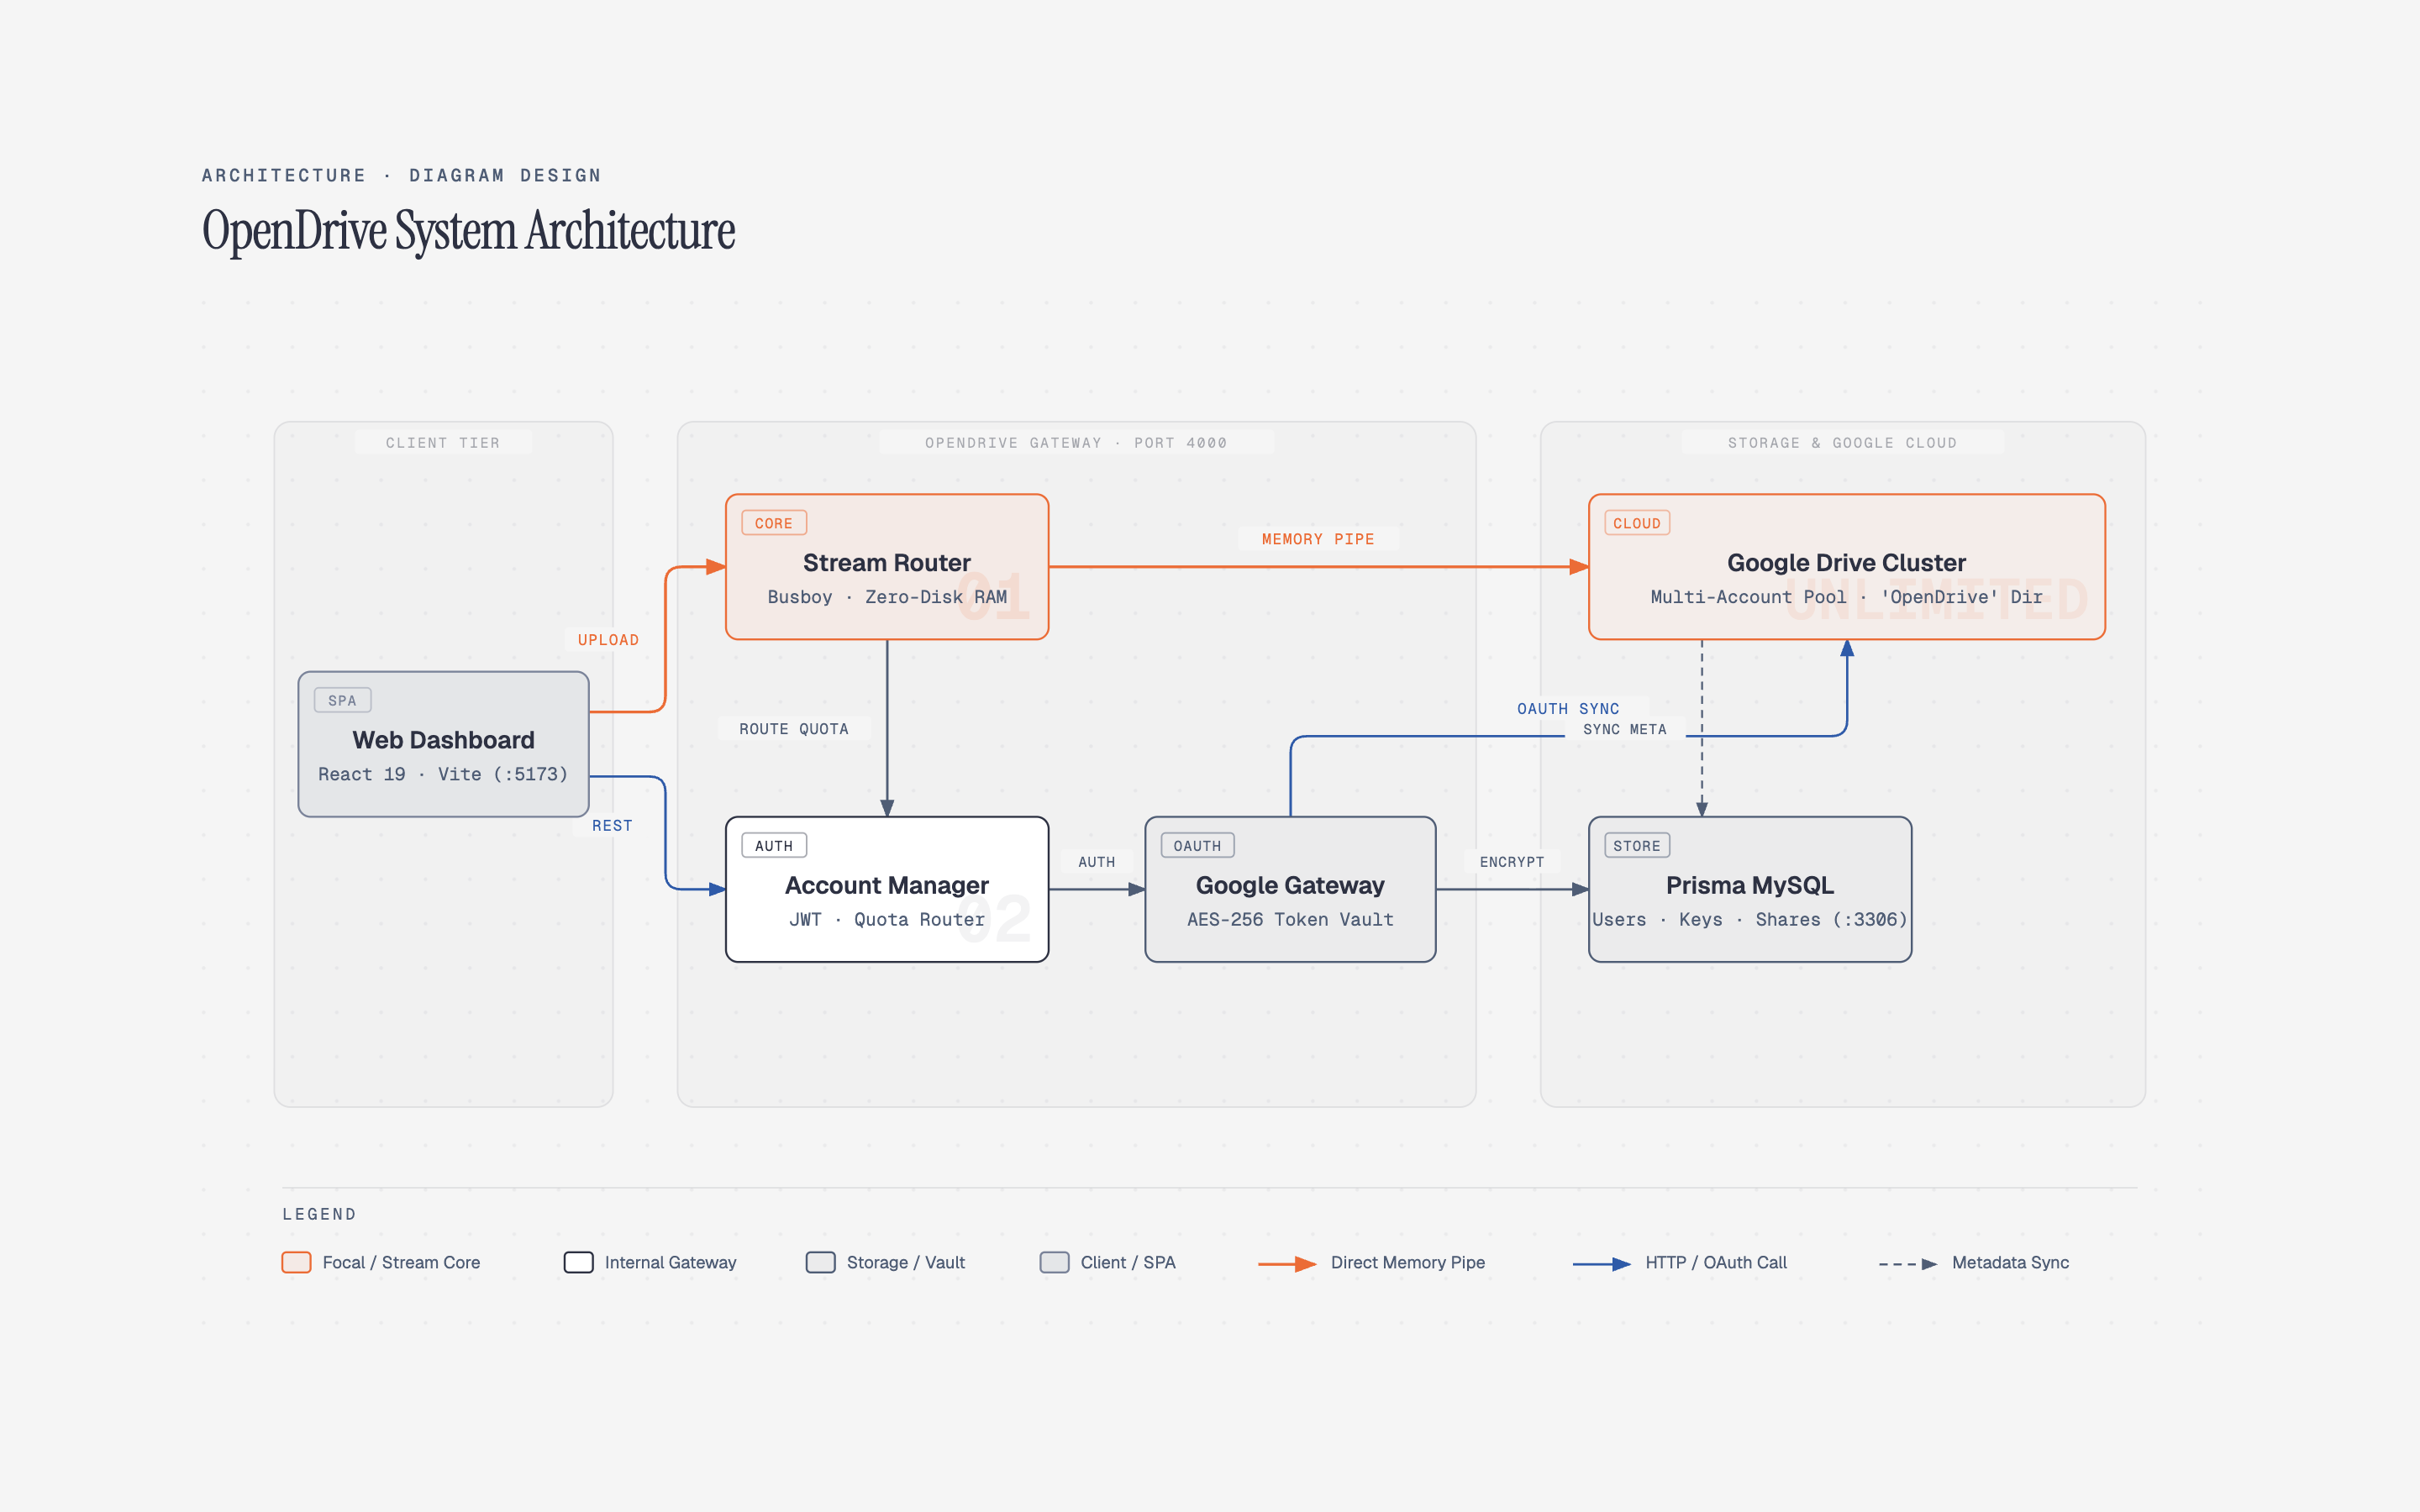 ARCHITECTURE · DIAGRAM DESIGN
OpenDrive System Architecture
CLIENT TIER
OPENDRIVE GATEWAY · PORT 4000
STORAGE & GOOGLE CLOUD
CORE
Stream Router
01
Busboy · Zero-Disk RAM
MEMORY PIPE
CLOUD
Google Drive Cluster
UNLIMITED
Multi-Account Pool · 'OpenDrive' Dir
UPLOAD
SPA
Web Dashboard
React 19 · Vite (:5173)
REST
ROUTE QUOTA
OAUTH SYNC
SYNC META
AUTH
Account Manager
02
JWT · Quota Router
AUTH
OAUTH
Google Gateway
AES-256 Token Vault
ENCRYPT
STORE
Prisma MySQL
Users · Keys · Shares (:3306)
LEGEND
Focal / Stream Core
Internal Gateway
Storage / Vault
Client / SPA
Direct Memory Pipe
HTTP / OAuth Call
Metadata Sync